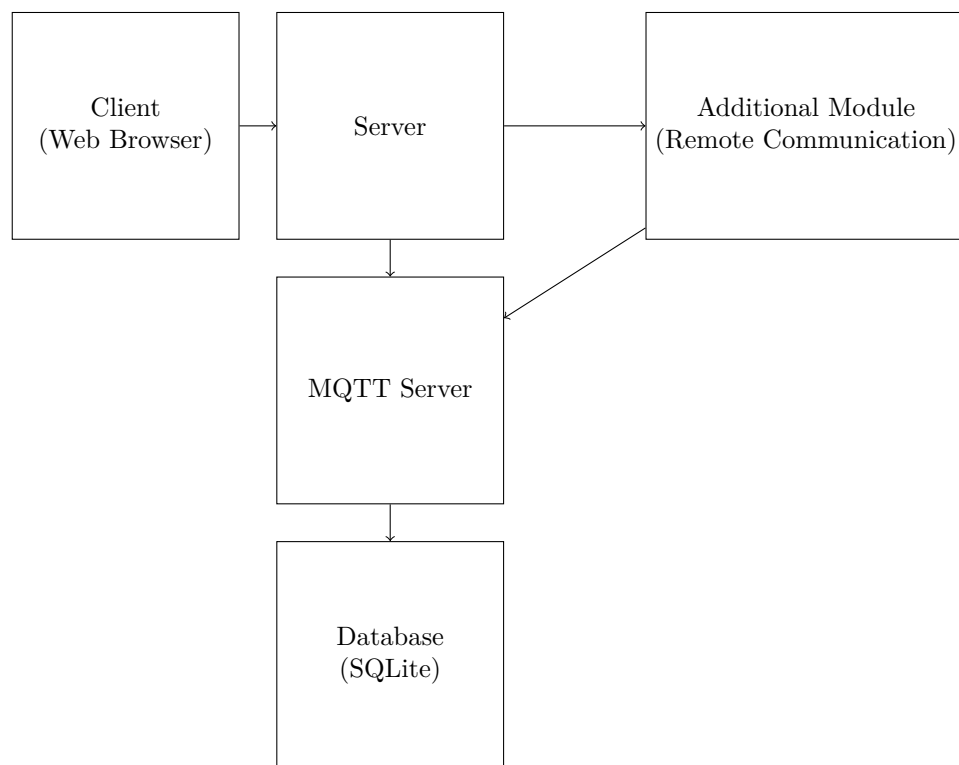 Client
(Web Browser)
Server
Additional Module
(Remote Communication)
MQTT Server
Database
(SQLite)